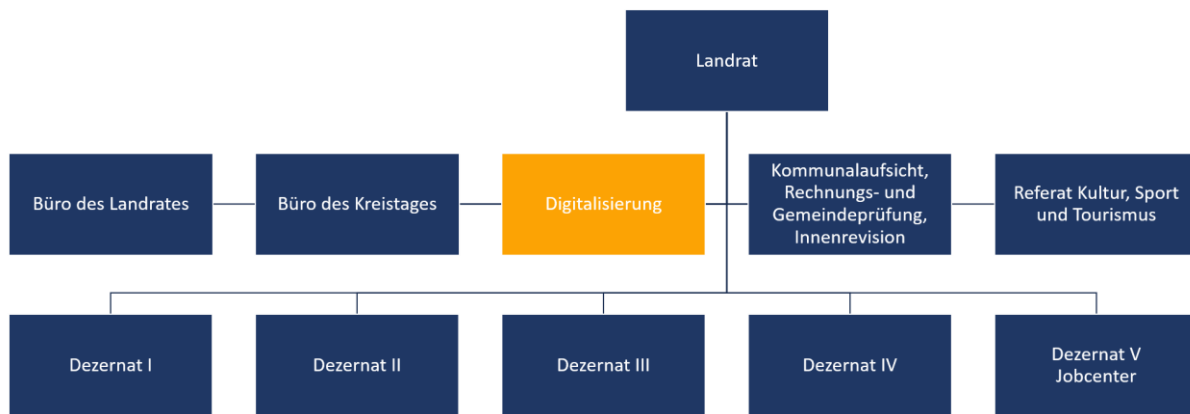 Landrat
Büro des Landrates
Büro des Kreistages
Digitalisierung
Kommunalaufsicht,
Rechnungs- und
Gemeindeprüfung,
Innenrevision
Referat Kultur, Sport
und Tourismus
Dezernat I
Dezernat II
Dezernat III
Dezernat IV
Dezernat V
Jobcenter